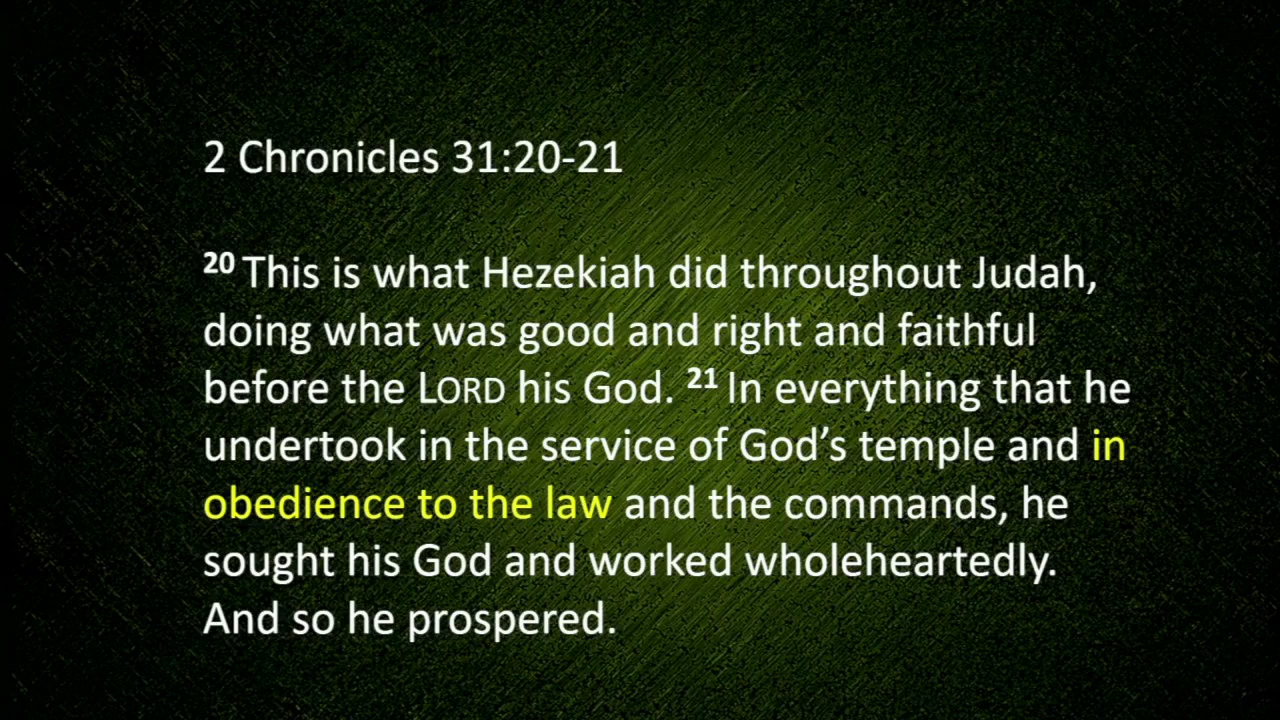 2 Chronicles 31:20-21
20 This is what Hezekiah did throughout Judah,
doing what was good and right and faithful
before the LORD his God. 21 In everything that he
undertook in the service of God’s temple and in
obedience to the law and the commands, he
sought his God and worked wholeheartedly.
And so he prospered.